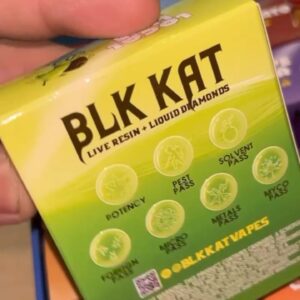 BLK KAT
LIVE RESIN + LIQUID DIAMONDS
POTENCY
PEST
PASS
SOLVENT
PASS
FOREIGN
PASS
MICRO
PASS
METALS
PASS
MYCO
PASS
@BLKKATVAPES